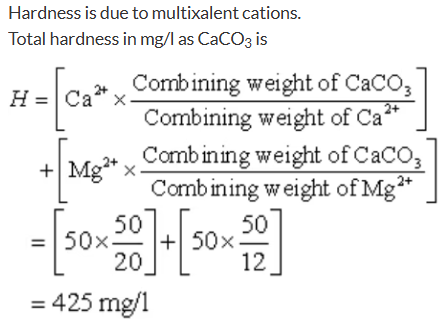 Hardness is due to multixalent cations.
Total hardness in mg/l as CaCO3 is
H = [Ca²⁺ × Combining weight of CaCO₃ / Combining weight of Ca²⁺]
+ [Mg²⁺ × Combining weight of CaCO₃ / Combining weight of Mg²⁺]
= [50× 50/20] + [50× 50/12]
= 425 mg/l